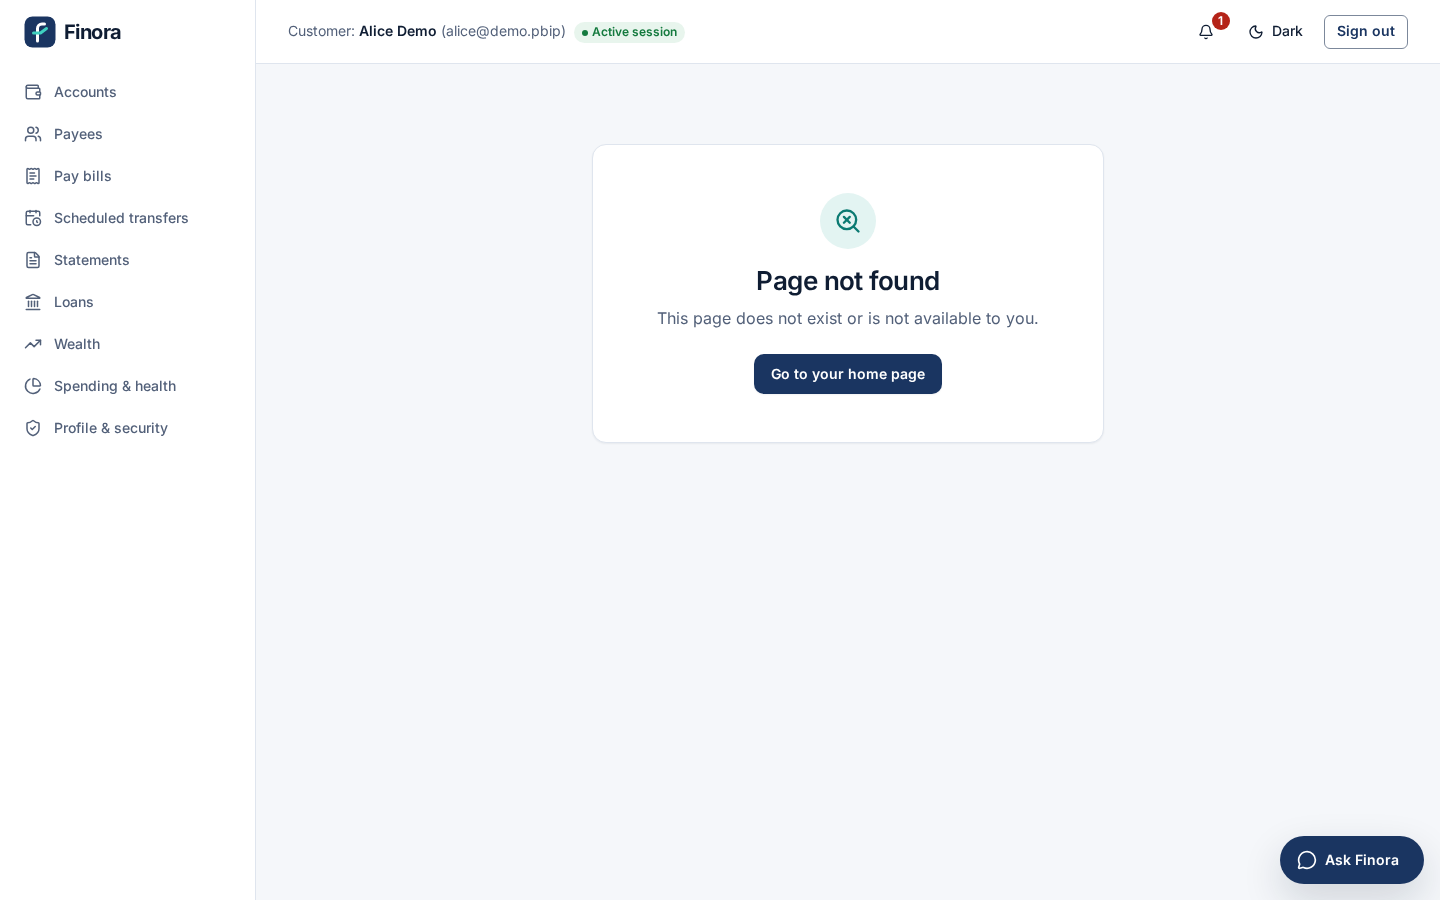 Finora
Accounts
Payees
Pay bills
Scheduled transfers
Statements
Loans
Wealth
Spending & health
Profile & security
Customer: Alice Demo (alice@demo.pbip) Active session
1
Dark
Sign out
Page not found
This page does not exist or is not available to you.
Go to your home page
Ask Finora